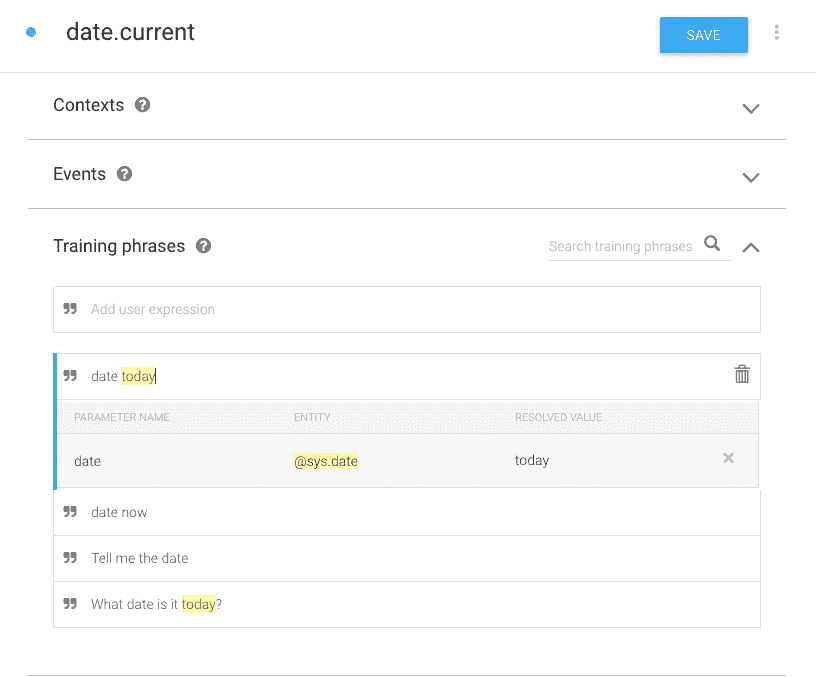 date.current
SAVE
Contexts
Events
Training phrases
Search training phrases
Add user expression
date today
PARAMETER NAME ENTITY RESOLVED VALUE
date @sys.date today
date now
Tell me the date
What date is it today?